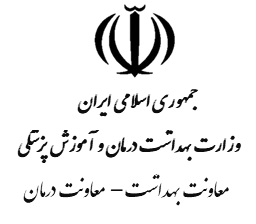 جمهوری اسلامی ایران
وزارت بهداشت درمان و آموزش پزشکی
معاونت بهداشت – معاونت درمان